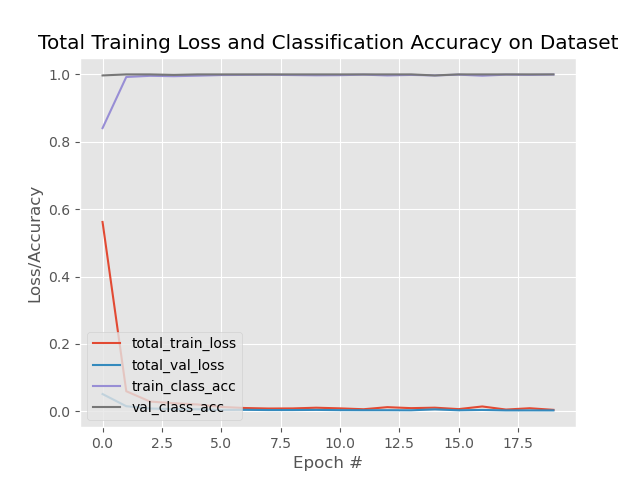 Total Training Loss and Classification Accuracy on Dataset
1.0
0.8
0.6
0.4
0.2
0.0
Loss/Accuracy
total_train_loss
total_val_loss
train_class_acc
val_class_acc
0.0 2.5 5.0 7.5 10.0 12.5 15.0 17.5
Epoch #